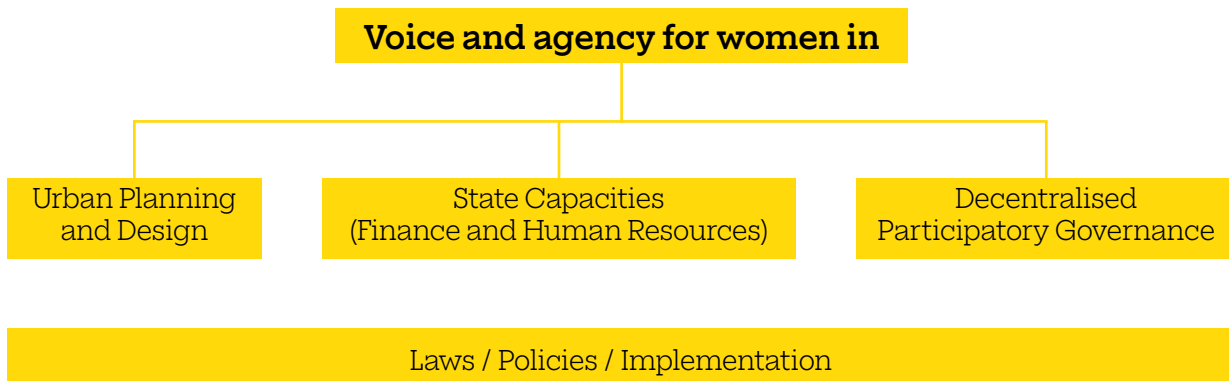 Voice and agency for women in
Urban Planning
and Design
State Capacities
(Finance and Human Resources)
Decentralised
Participatory Governance
Laws / Policies / Implementation